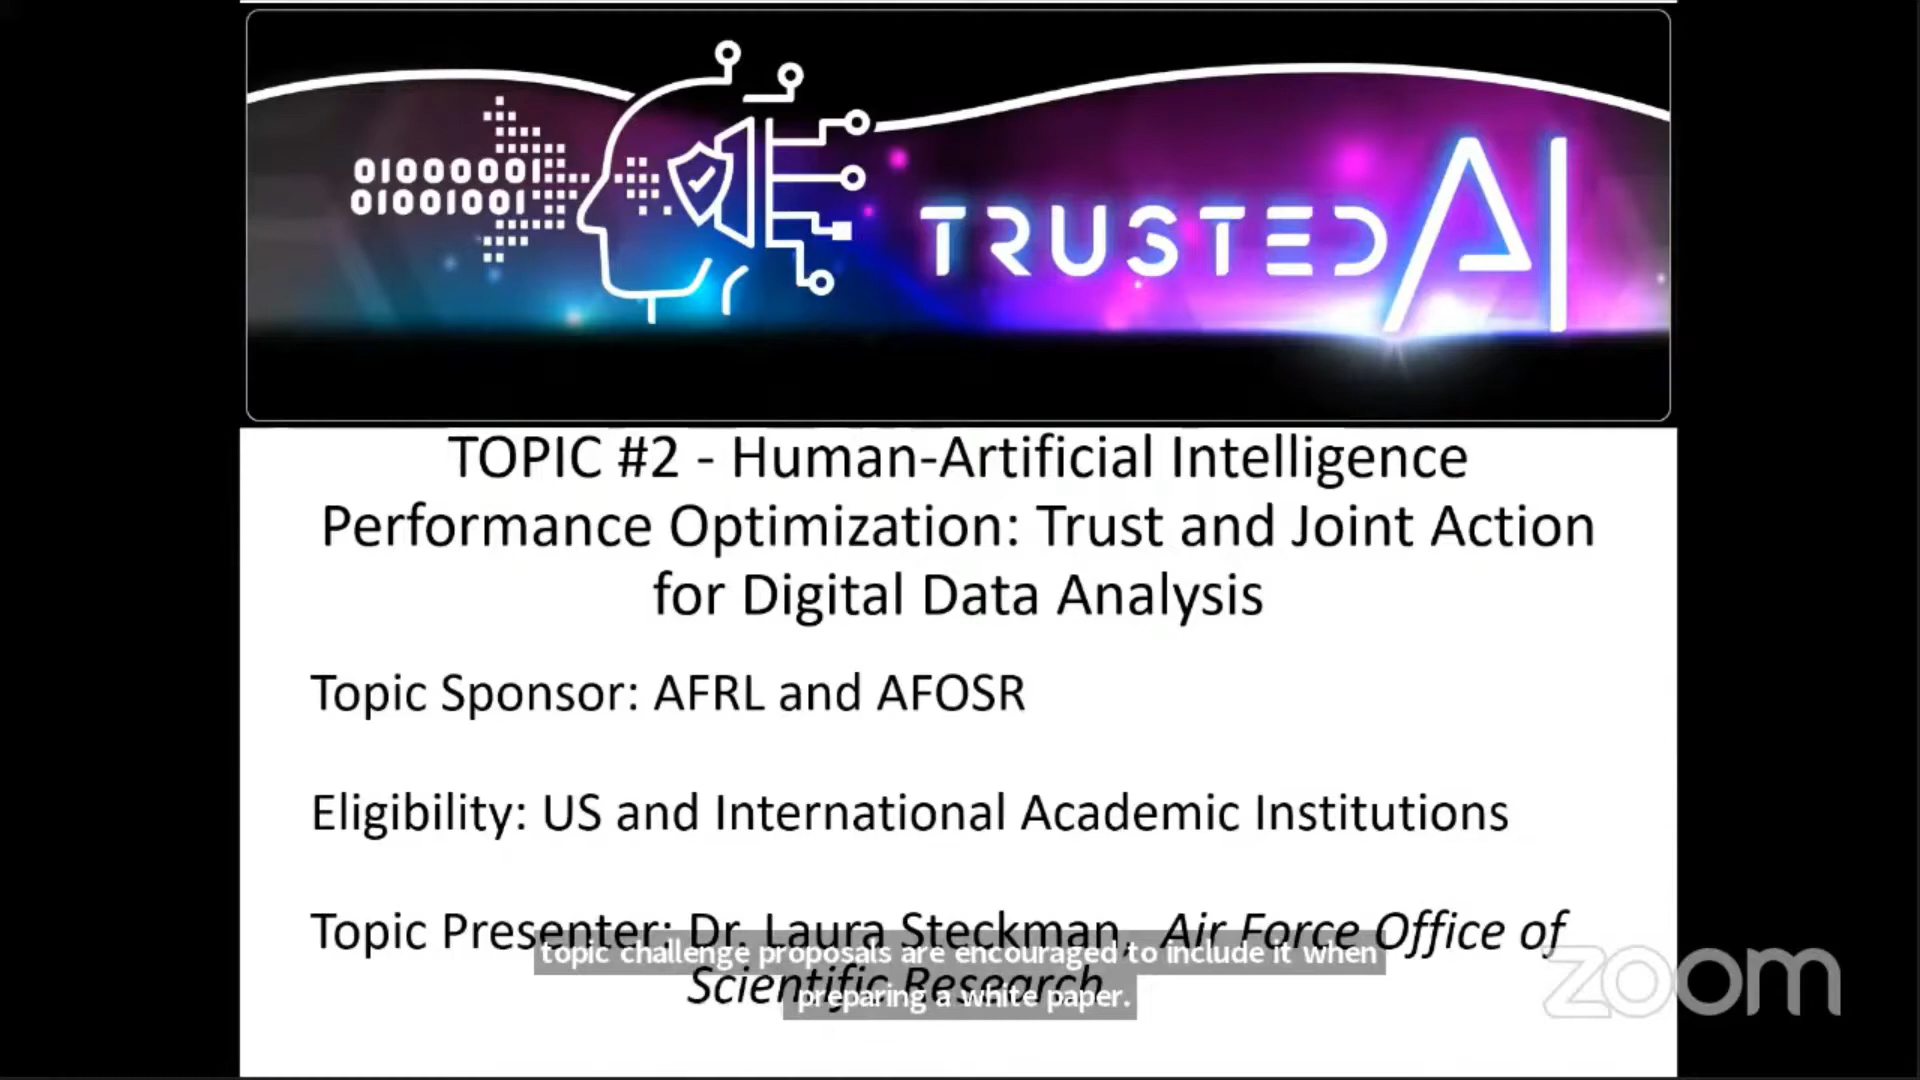 01000001
01001001
TRUSTED AI
TOPIC #2 - Human-Artificial Intelligence
Performance Optimization: Trust and Joint Action
for Digital Data Analysis
Topic Sponsor: AFRL and AFOSR
Eligibility: US and International Academic Institutions
Topic Presenter: Dr. Laura Steckman, Air Force Office of
Scientific Research
topic challenge proposals are encouraged to include it when
preparing a white paper.
zoom